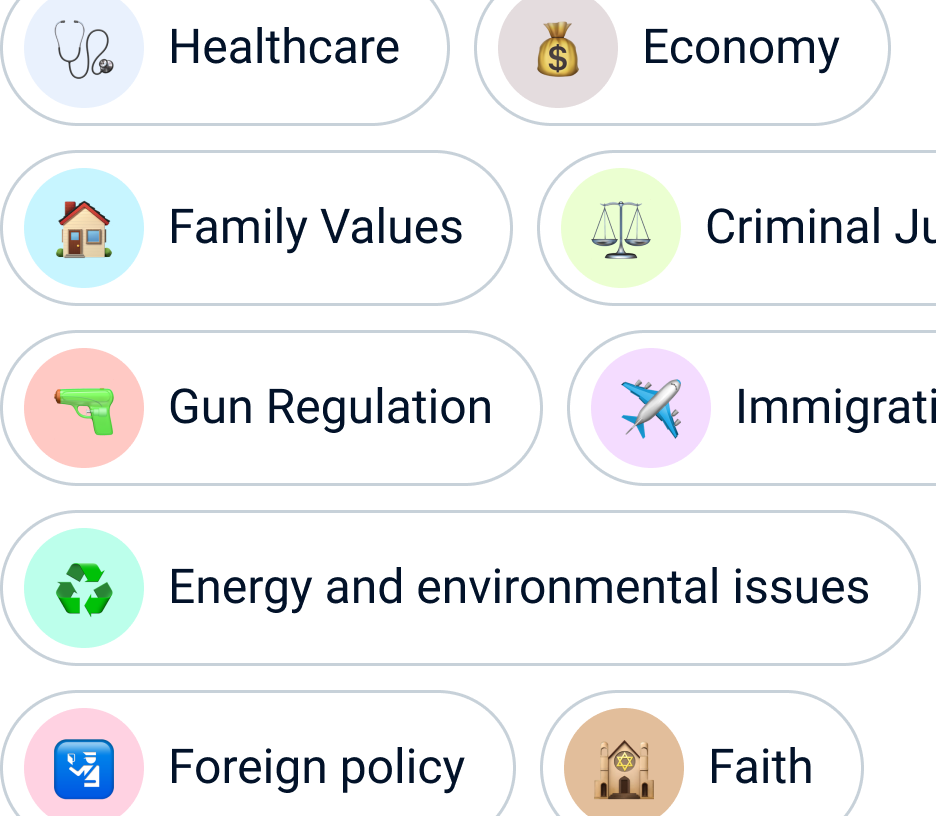 Healthcare
Economy
Family Values
Criminal Ju
Gun Regulation
Immigrati
Energy and environmental issues
Foreign policy
Faith